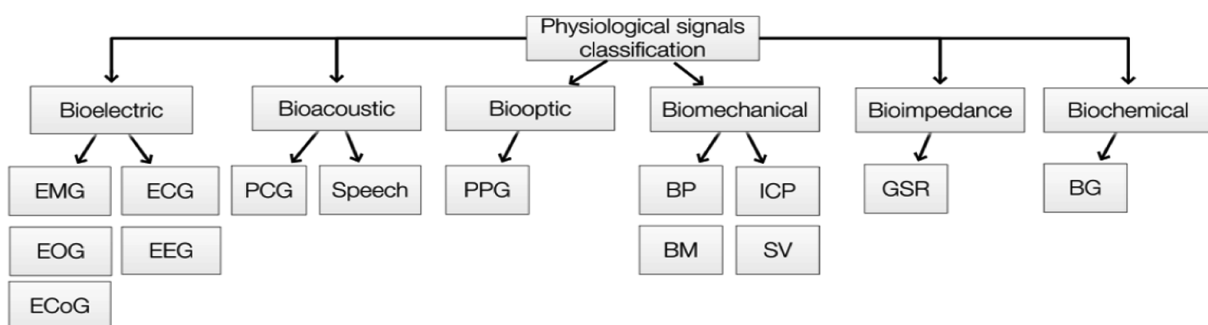 Physiological signals
classification
Bioelectric
Bioacoustic
Biooptic
Biomechanical
Bioimpedance
Biochemical
EMG
ECG
PCG
Speech
PPG
BP
ICP
GSR
BG
EOG
EEG
BM
SV
ECoG